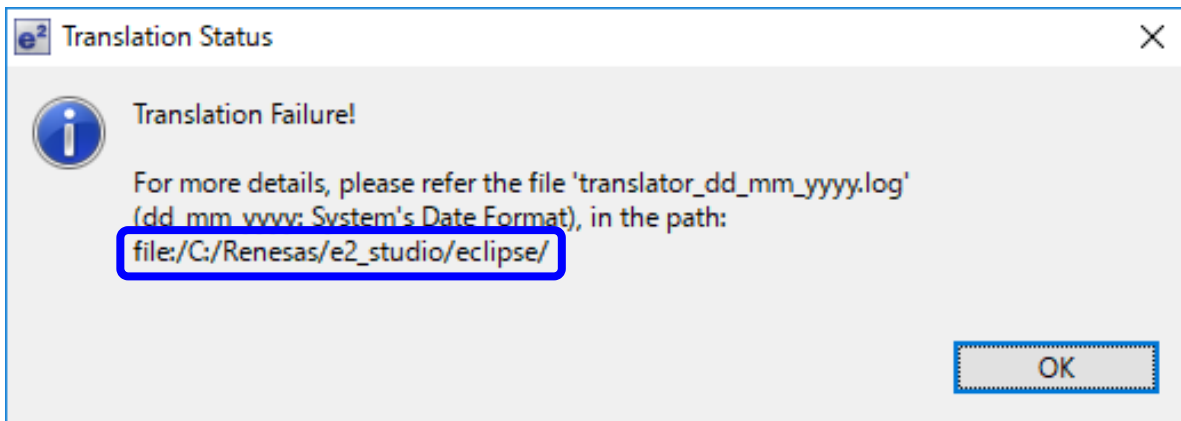 e² Translation Status
Translation Failure!
For more details, please refer the file 'translator_dd_mm_yyyy.log'
(dd_mm_yyyy: System's Date Format), in the path:
file:/C:/Renesas/e2_studio/eclipse/
OK